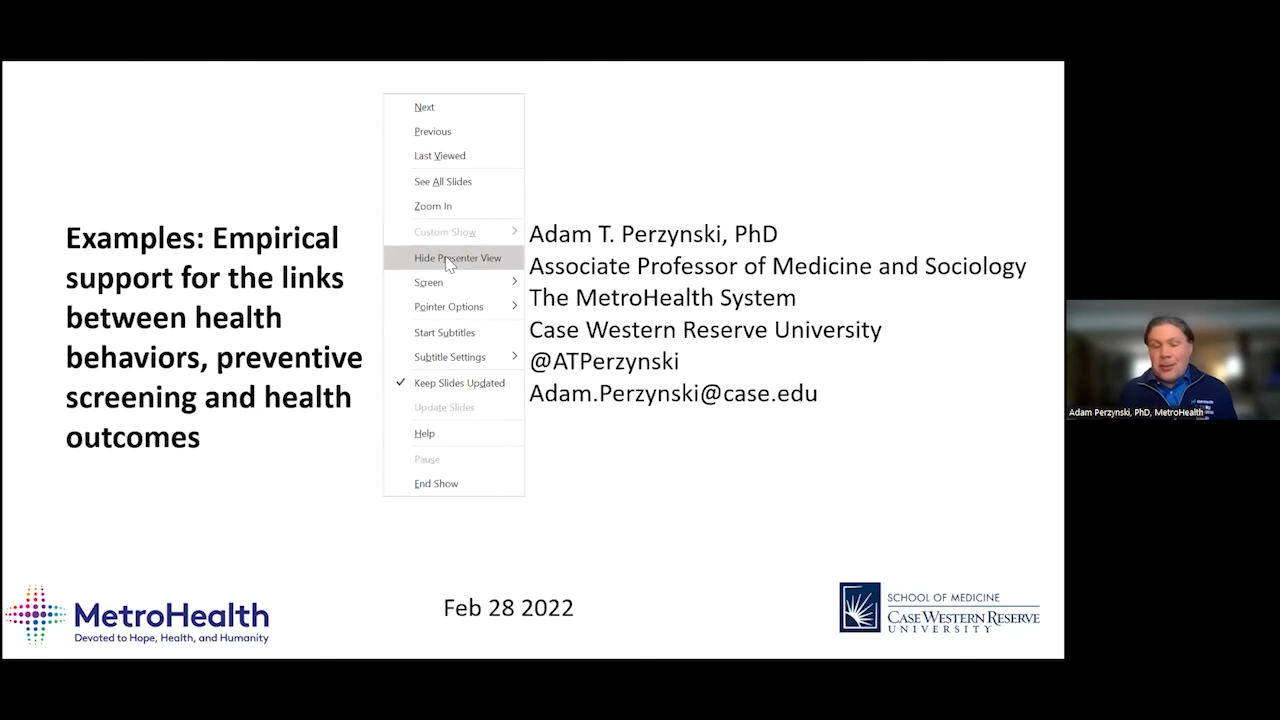 Examples: Empirical
support for the links
between health
behaviors, preventive
screening and health
outcomes
Next
Previous
Last Viewed
See All Slides
Zoom In
Custom Show
Hide Presenter View
Screen
Pointer Options
Start Subtitles
Subtitle Settings
Keep Slides Updated
Update Slides
Help
Pause
End Show
Adam T. Perzynski, PhD
Associate Professor of Medicine and Sociology
The MetroHealth System
Case Western Reserve University
@ATPerzynski
Adam.Perzynski@case.edu
Adam Perzynski, PhD, MetroHealth
MetroHealth
Devoted to Hope, Health, and Humanity
Feb 28 2022
SCHOOL OF MEDICINE
CASE WESTERN RESERVE
UNIVERSITY